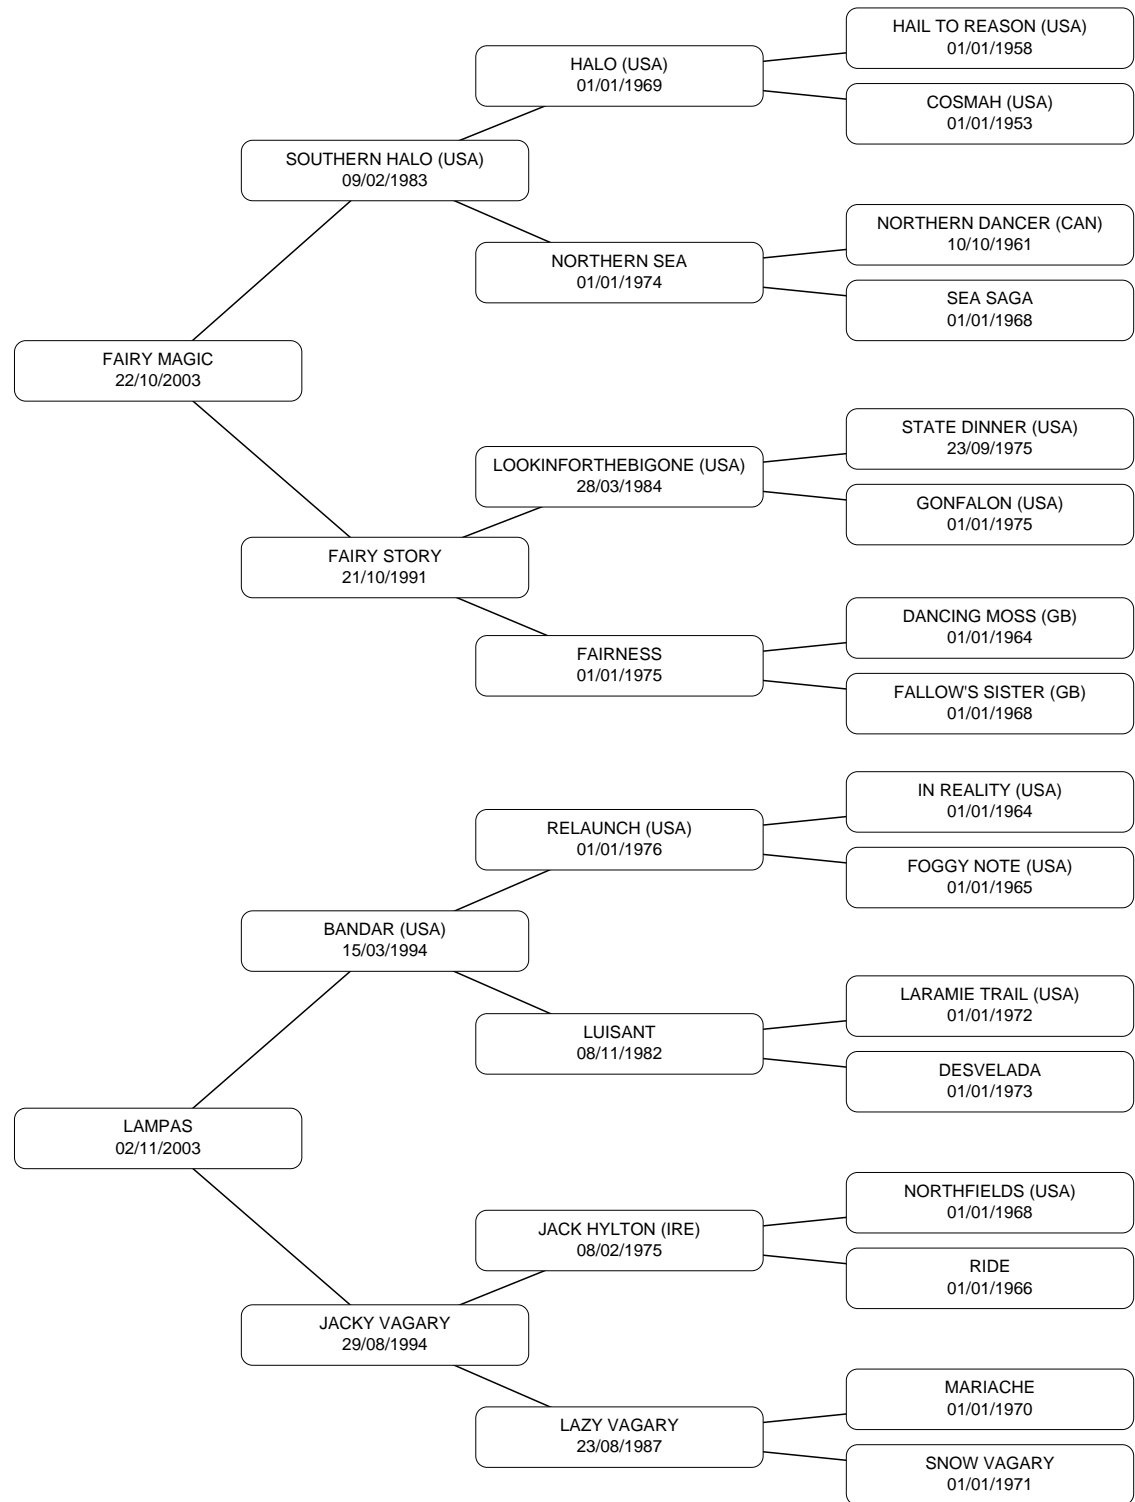 HAIL TO REASON (USA)
01/01/1958
HALO (USA)
01/01/1969
COSMAH (USA)
01/01/1953
SOUTHERN HALO (USA)
09/02/1983
NORTHERN DANCER (CAN)
10/10/1961
NORTHERN SEA
01/01/1974
SEA SAGA
01/01/1968
FAIRY MAGIC
22/10/2003
STATE DINNER (USA)
23/09/1975
LOOKINFORTHEBIGONE (USA)
28/03/1984
GONFALON (USA)
01/01/1975
FAIRY STORY
21/10/1991
DANCING MOSS (GB)
01/01/1964
FAIRNESS
01/01/1975
FALLOW'S SISTER (GB)
01/01/1968
IN REALITY (USA)
01/01/1964
RELAUNCH (USA)
01/01/1976
FOGGY NOTE (USA)
01/01/1965
BANDAR (USA)
15/03/1994
LARAMIE TRAIL (USA)
01/01/1972
LUISANT
08/11/1982
DESVELADA
01/01/1973
LAMPAS
02/11/2003
NORTHFIELDS (USA)
01/01/1968
JACK HYLTON (IRE)
08/02/1975
RIDE
01/01/1966
JACKY VAGARY
29/08/1994
MARIACHE
01/01/1970
LAZY VAGARY
23/08/1987
SNOW VAGARY
01/01/1971